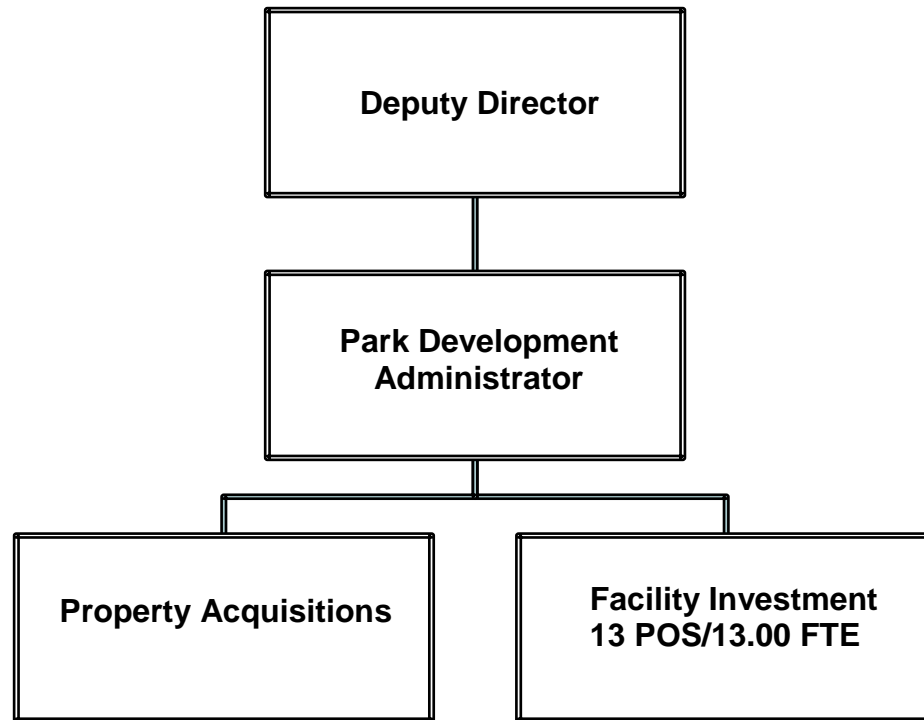 Deputy Director
Park Development
Administrator
Property Acquisitions
Facility Investment
13 POS/13.00 FTE